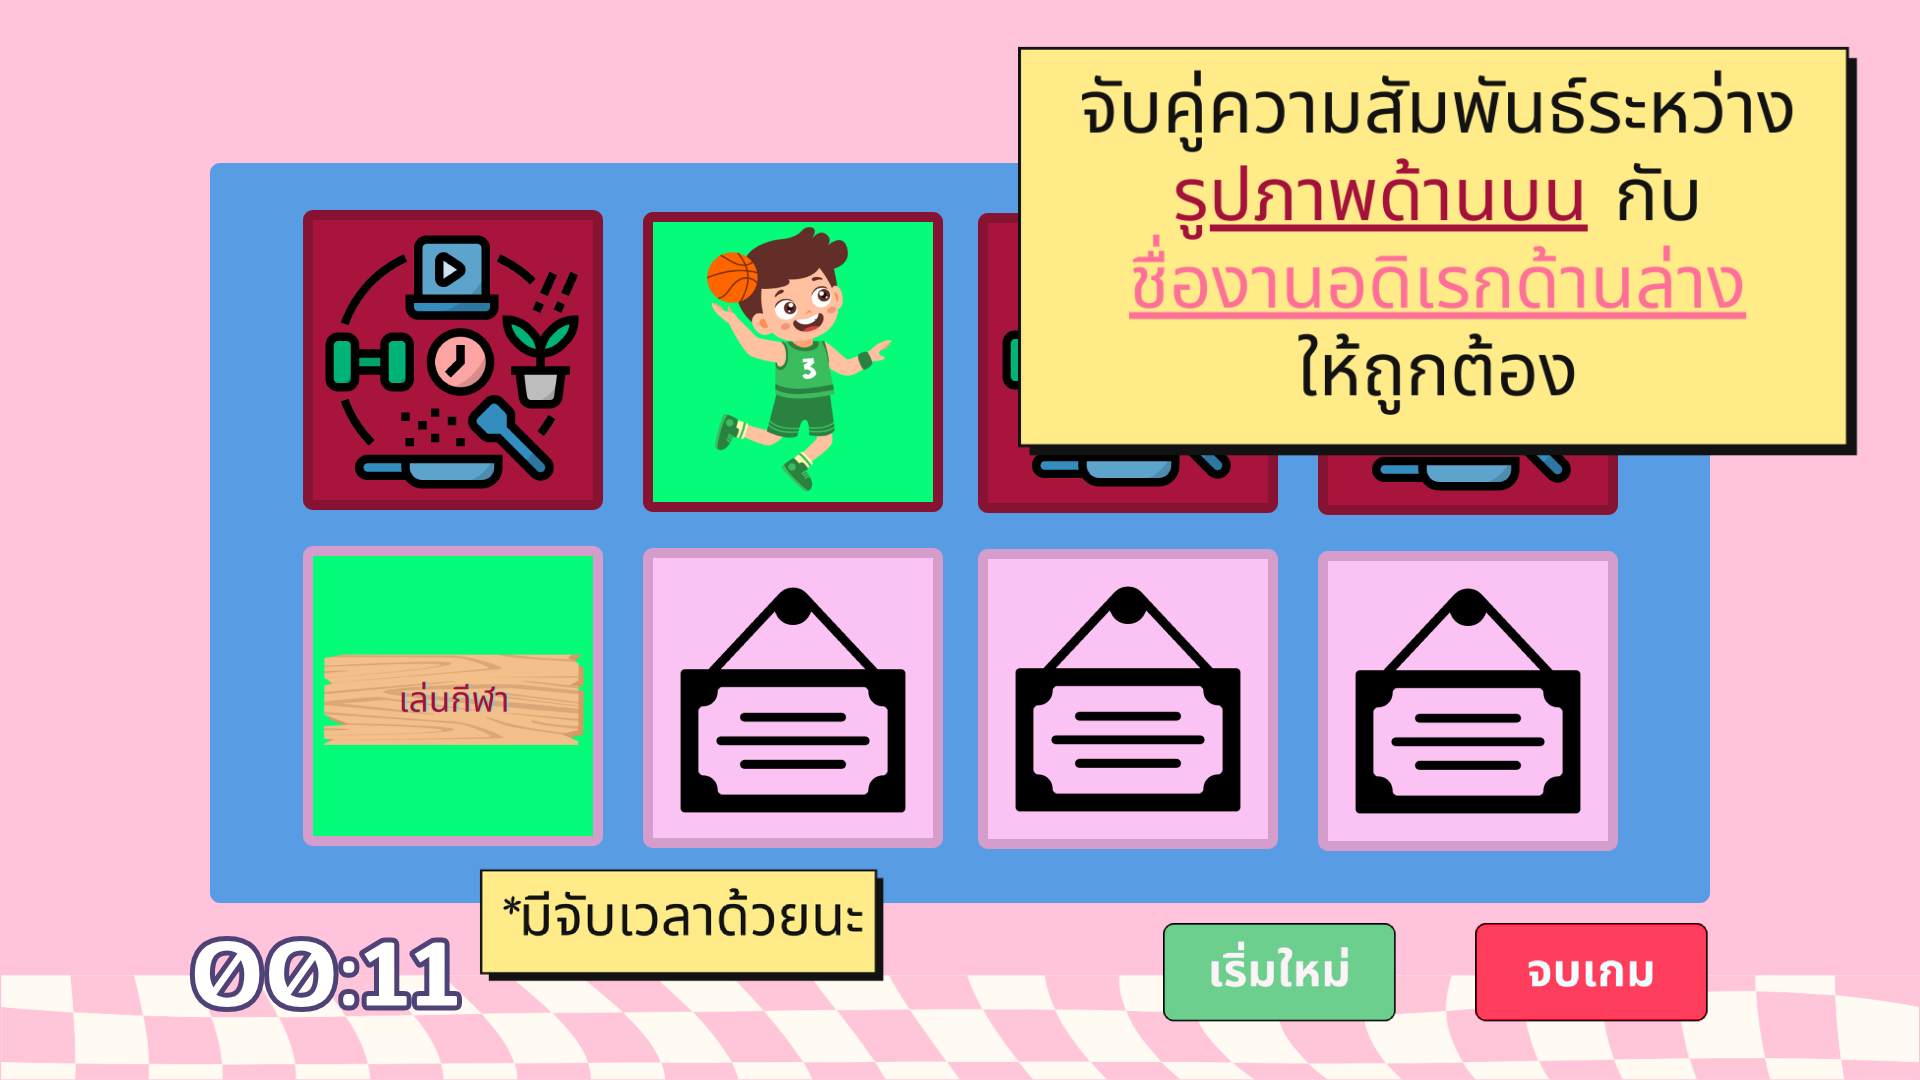 จับคู่ความสัมพันธ์ระหว่าง
รูปภาพด้านบน กับ
ชื่องานอดิเรกด้านล่าง
ให้ถูกต้อง
3
เล่นกีฬา
*มีจับเวลาด้วยนะ
00:11
เริ่มใหม่
จบเกม